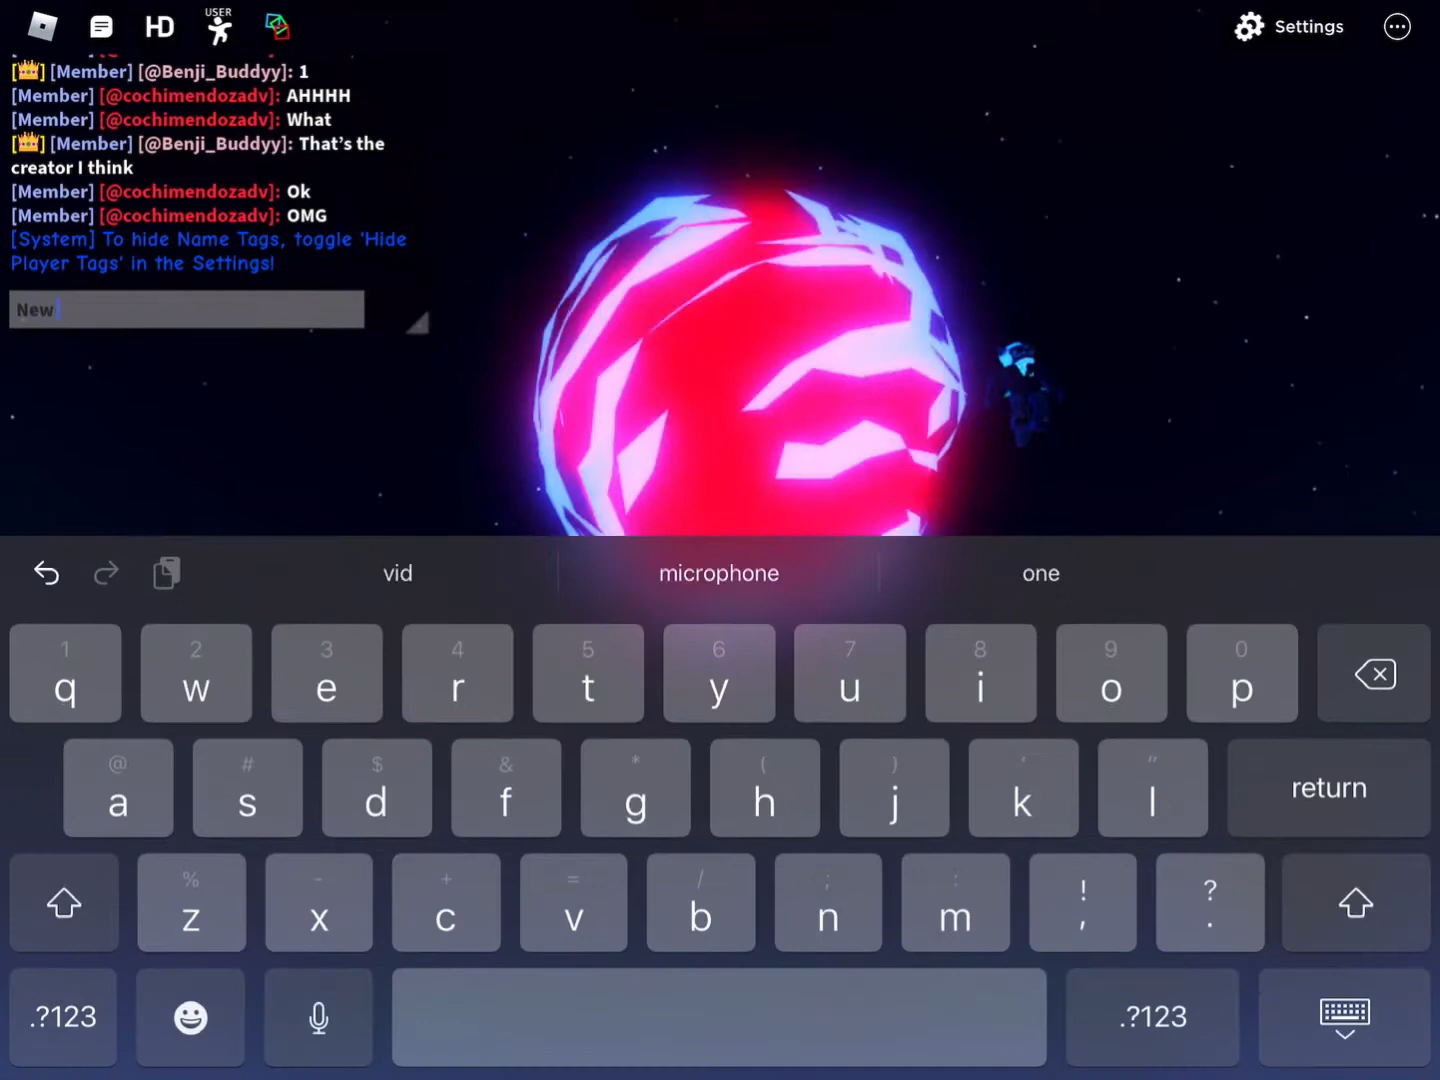 HD
USER
Settings
[👑] [Member] [@Benji_Buddyy]: 1
[Member] [@cochimendozadv]: AHHHH
[Member] [@cochimendozadv]: What
[👑] [Member] [@Benji_Buddyy]: That’s the
creator I think
[Member] [@cochimendozadv]: Ok
[Member] [@cochimendozadv]: OMG
[System] To hide Name Tags, toggle 'Hide
Player Tags' in the Settings!
New
vid microphone one
1 2 3 4 5 6 7 8 9 0
q w e r t y u i o p
@ # $ & * ( ) ' "
a s d f g h j k l return
% - + = / ; : ! ?
z x c v b n m , .
.?123 .?123